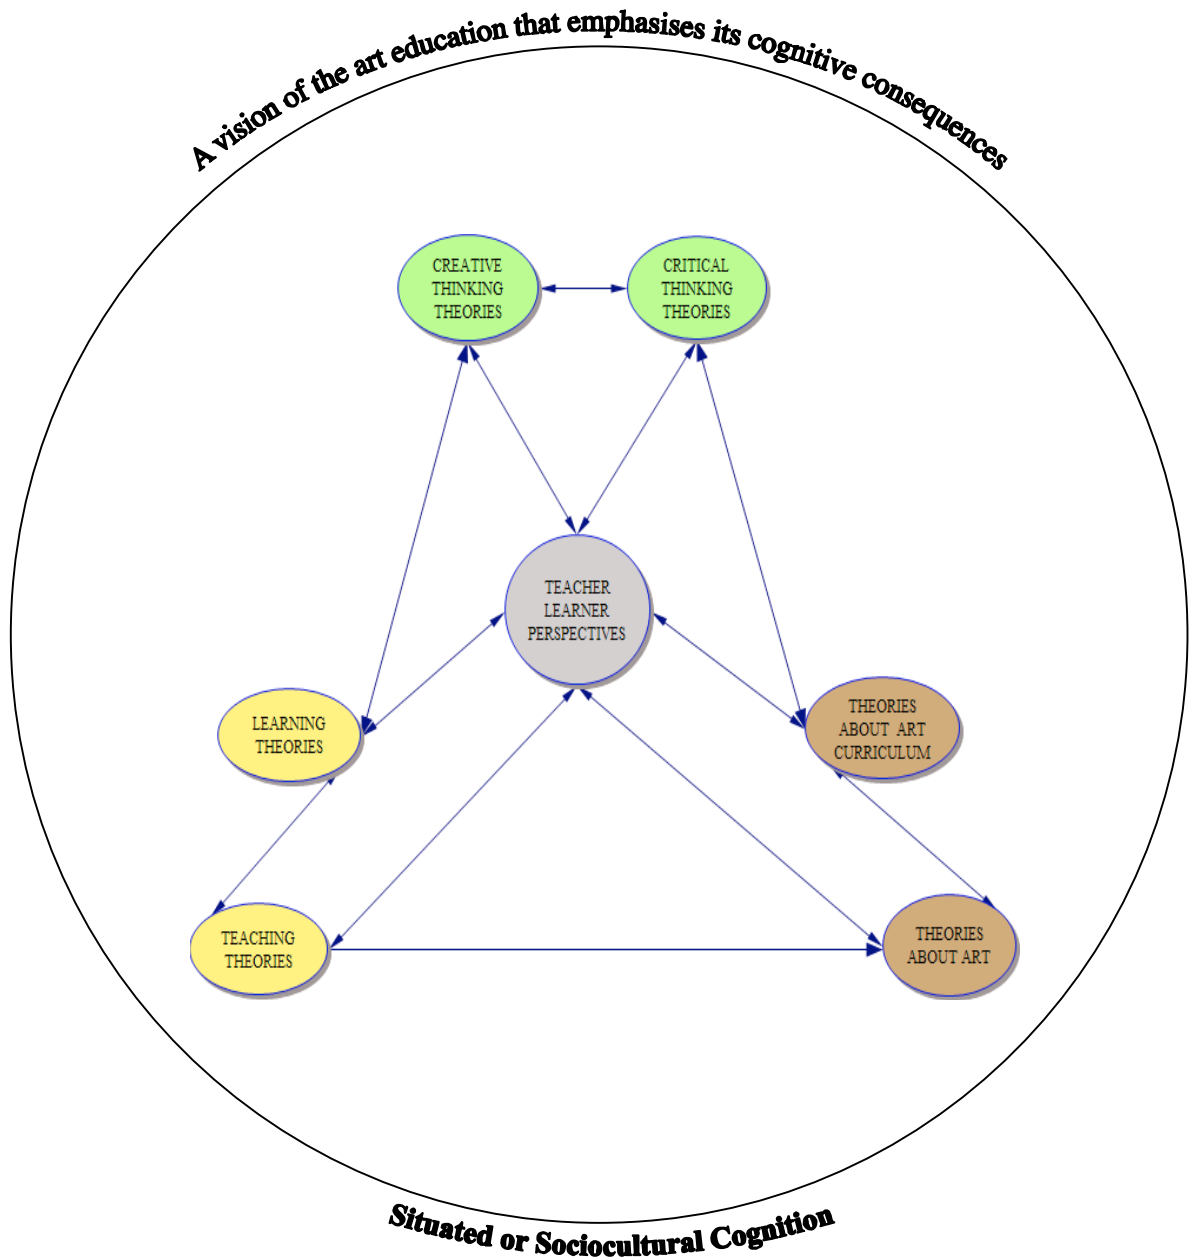 A vision of the art education that emphasises its cognitive consequences
CREATIVE
THINKING
THEORIES
CRITICAL
THINKING
THEORIES
TEACHER
LEARNER
PERSPECTIVES
LEARNING
THEORIES
THEORIES
ABOUT ART
CURRICULUM
TEACHING
THEORIES
THEORIES
ABOUT ART
Situated or Sociocultural Cognition